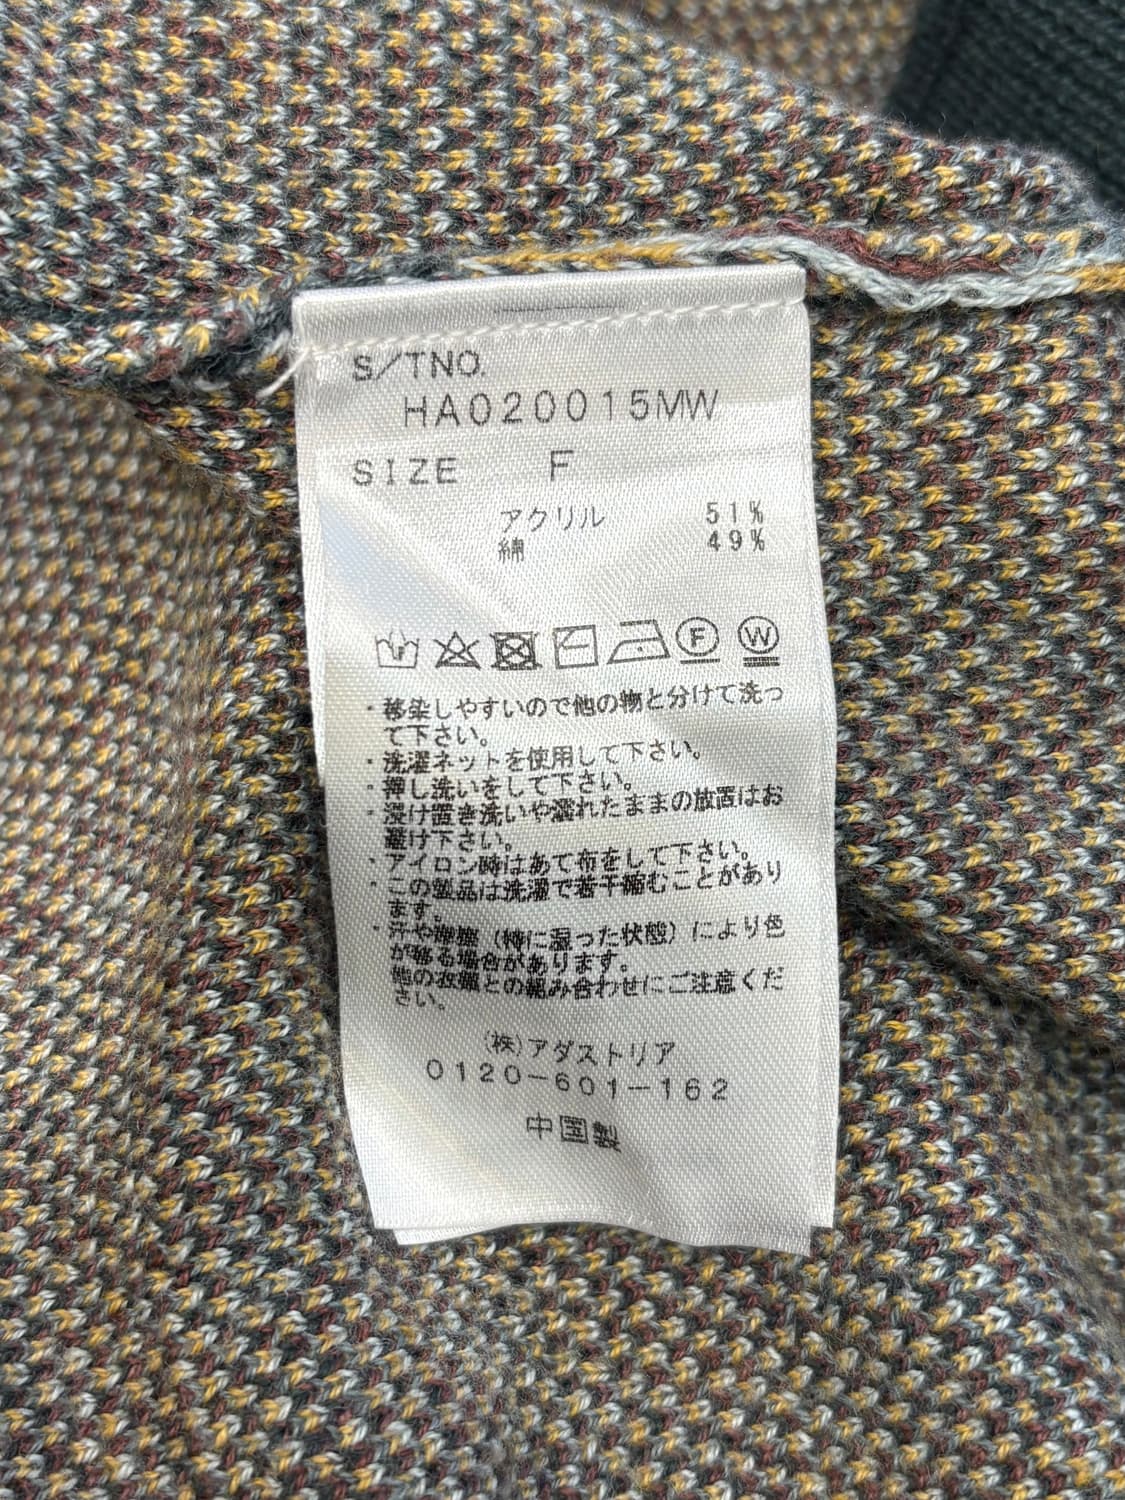 S/TNO.
HA020015MW
SIZE F
アクリル 51%
綿 49%
F W
・移染しやすいので他の物と分けて洗っ
て下さい。
・洗濯ネットを使用して下さい。
・押し洗いをして下さい。
・浸け置き洗いや濡れたままの放置はお
避け下さい。
・アイロン時はあて布をして下さい。
・この製品は洗濯で若干縮むことがあり
ます。
・汗や摩擦（特に湿った状態）により色
が移る場合があります。
他の衣類との組み合わせにご注意くだ
さい。
(株)アダストリア
0120-601-162
中国製